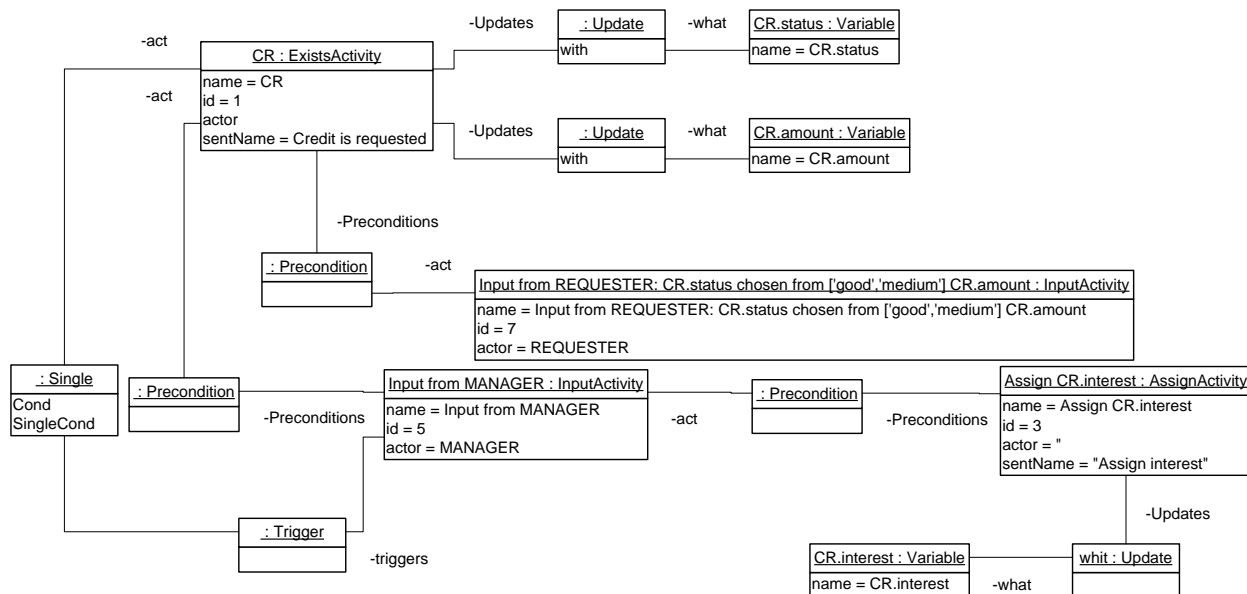 -Updates
: Update
-what
CR.status : Variable
-act
with
name = CR.status
CR : ExistsActivity
name = CR
id = 1
actor
sentName = Credit is requested
-act
-Updates
: Update
-what
CR.amount : Variable
with
name = CR.amount
-Preconditions
: Precondition
-act
Input from REQUESTER: CR.status chosen from ['good','medium'] CR.amount : InputActivity
name = Input from REQUESTER: CR.status chosen from ['good','medium'] CR.amount
id = 7
actor = REQUESTER
: Single
Cond
SingleCond
: Precondition
-Preconditions
Input from MANAGER : InputActivity
name = Input from MANAGER
id = 5
actor = MANAGER
-act
: Precondition
-Preconditions
Assign CR.interest : AssignActivity
name = Assign CR.interest
id = 3
actor = "
sentName = "Assign interest"
: Trigger
-triggers
-Updates
CR.interest : Variable
name = CR.interest
-what
whit : Update